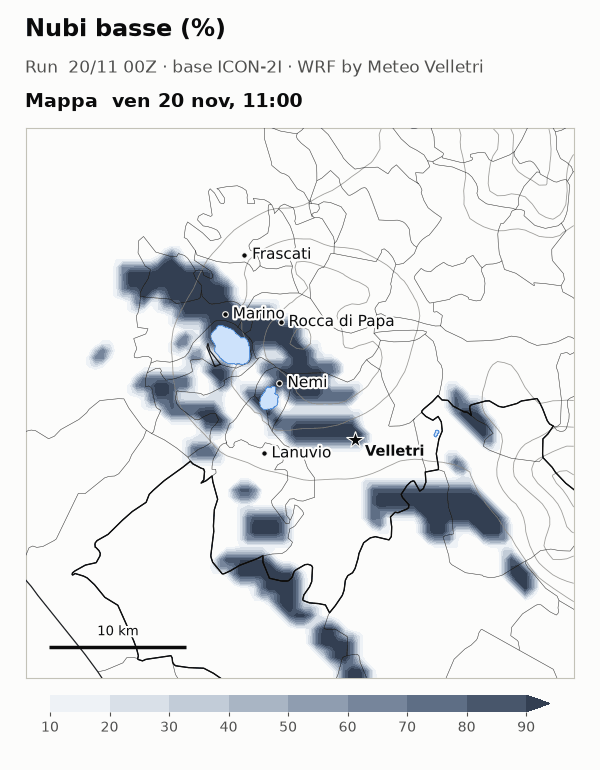 Nubi basse (%)
Run  20/11 00Z · base ICON-2I · WRF by Meteo Velletri
Mappa  ven 20 nov, 11:00
Frascati
Marino
Rocca di Papa
Nemi
Velletri
Lanuvio
10 km
10 20 30 40 50 60 70 80 90